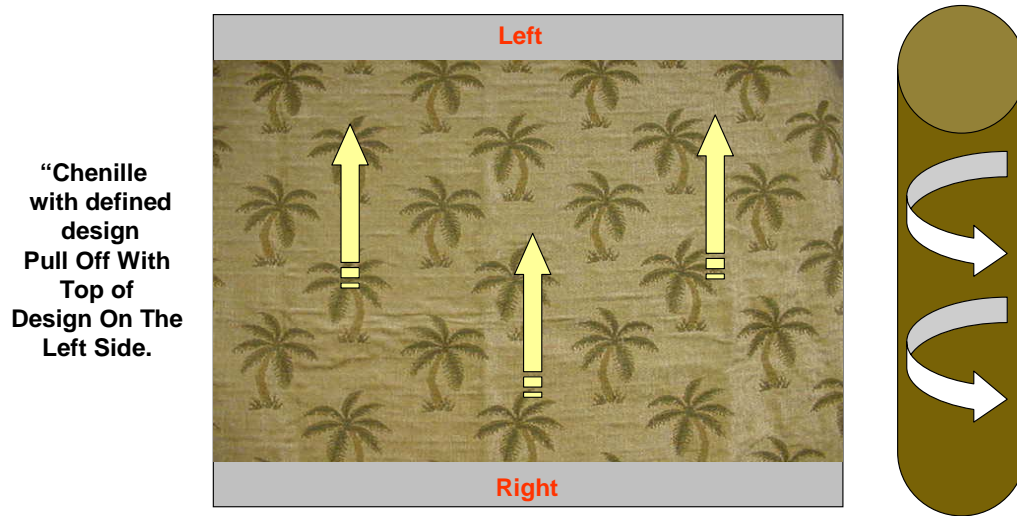 Left
“Chenille
with defined
design
Pull Off With
Top of
Design On The
Left Side.
Right